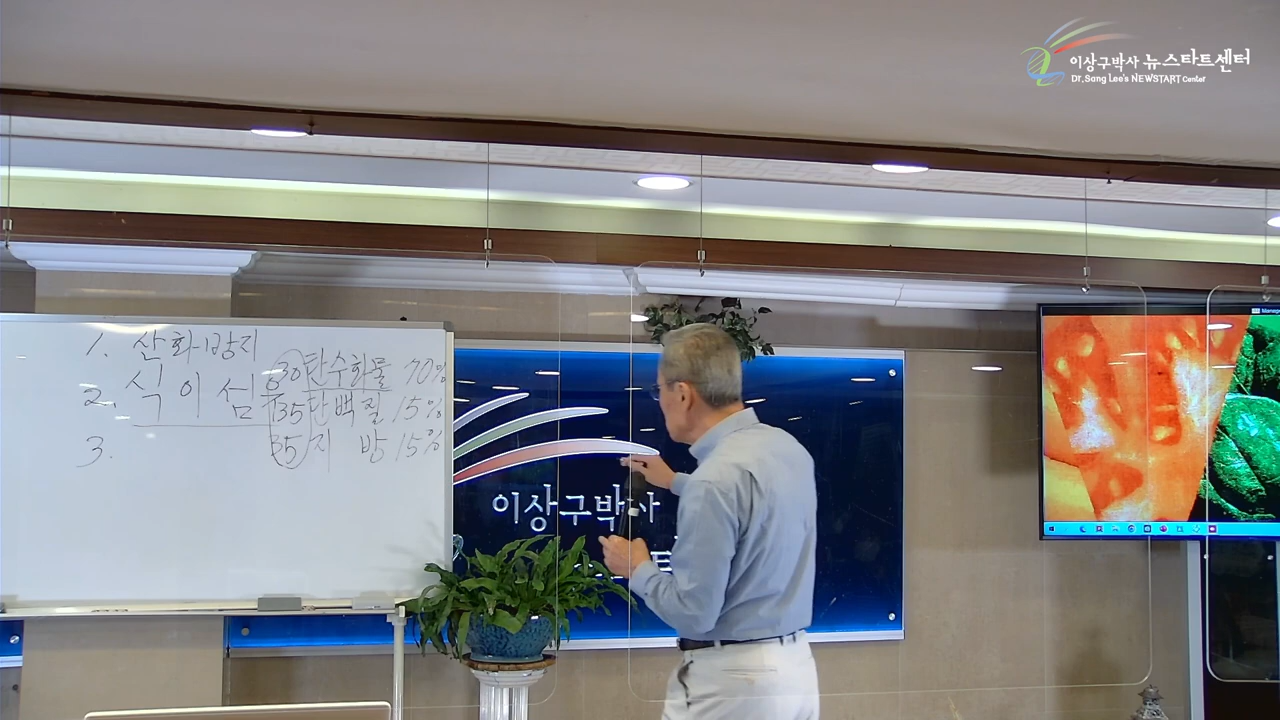 이상구박사 뉴스타트센터
Dr. Sang Lee's NEWSTART Center
1. 산화방지
2. 식이섬유
30 탄수화물 70%
35 단백질 15%
35 지 방 15%
3.
이상구박사